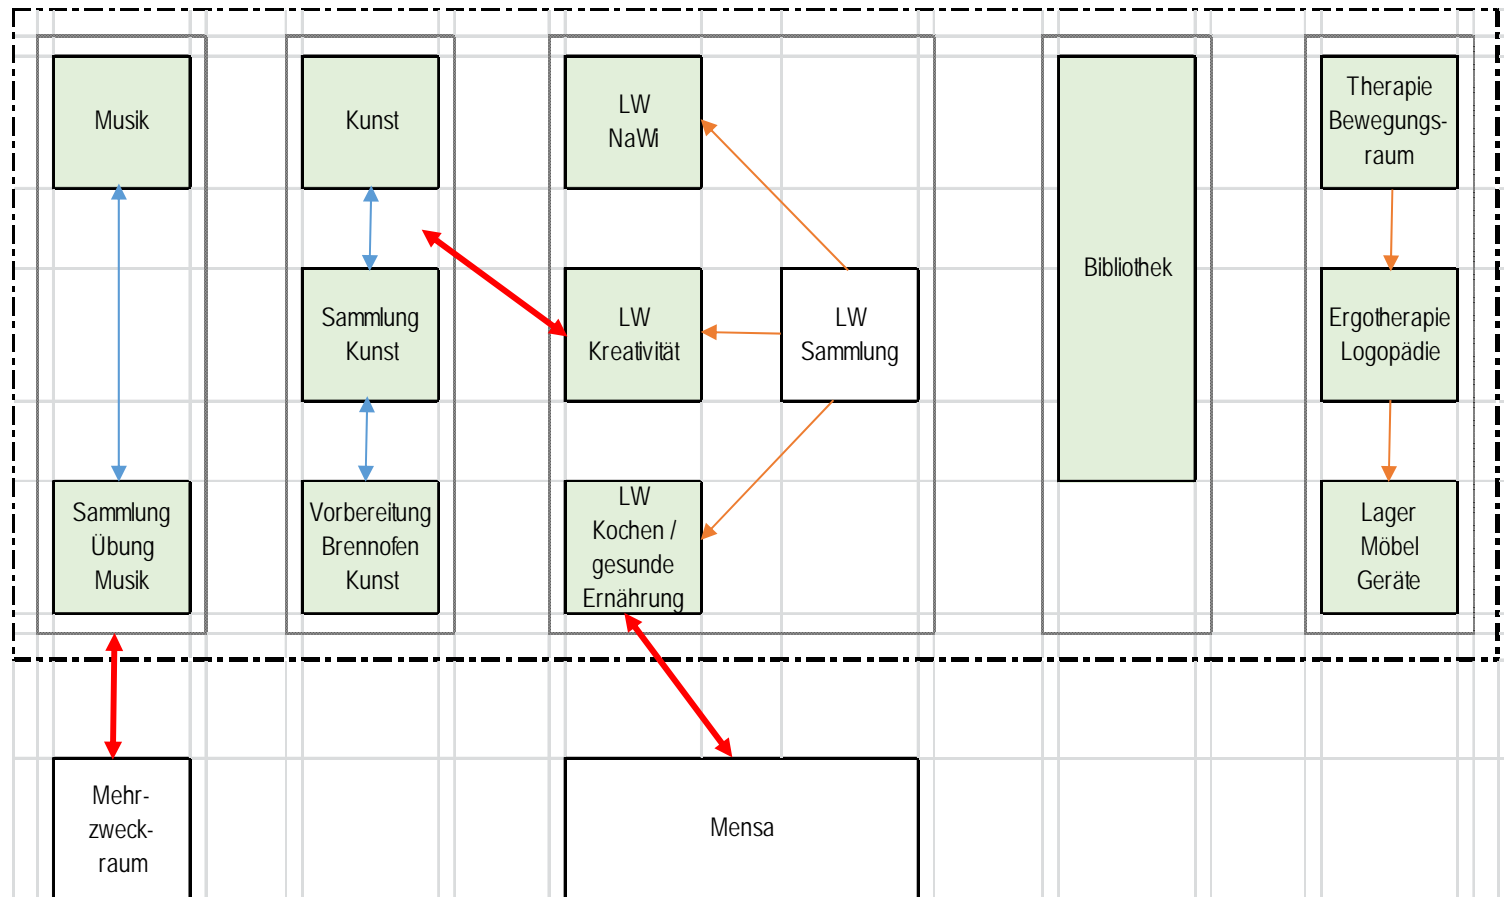 Musik
Kunst
LW
NaWi
Therapie
Bewegungs-
raum
Sammlung
Kunst
LW
Kreativität
LW
Sammlung
Bibliothek
Ergotherapie
Logopädie
Sammlung
Übung
Musik
Vorbereitung
Brennofen
Kunst
LW
Kochen /
gesunde
Ernährung
Lager
Möbel
Geräte
Mehr-
zweck-
raum
Mensa